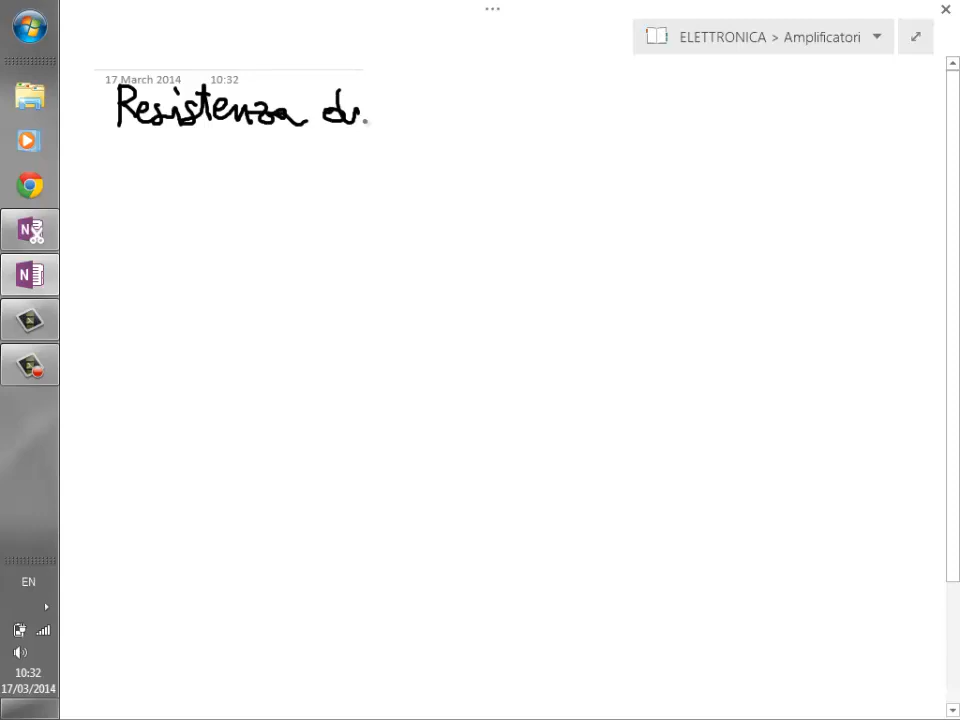 ELETTRONICA > Amplificatori
17 March 2014 10:32
Resistenza di
EN
10:32
17/03/2014